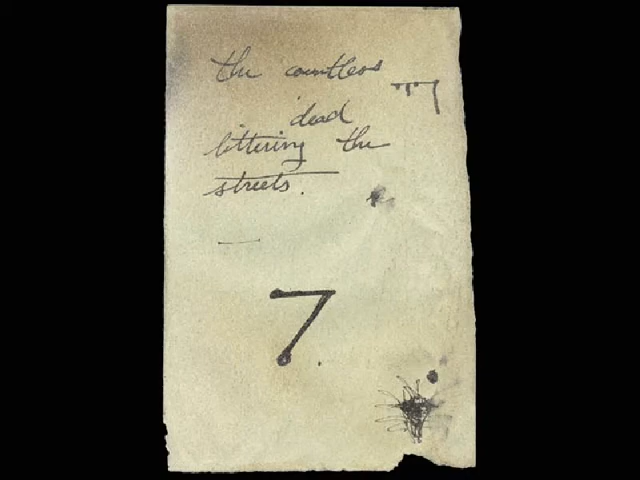 the countless
dead
littering the
streets.
7